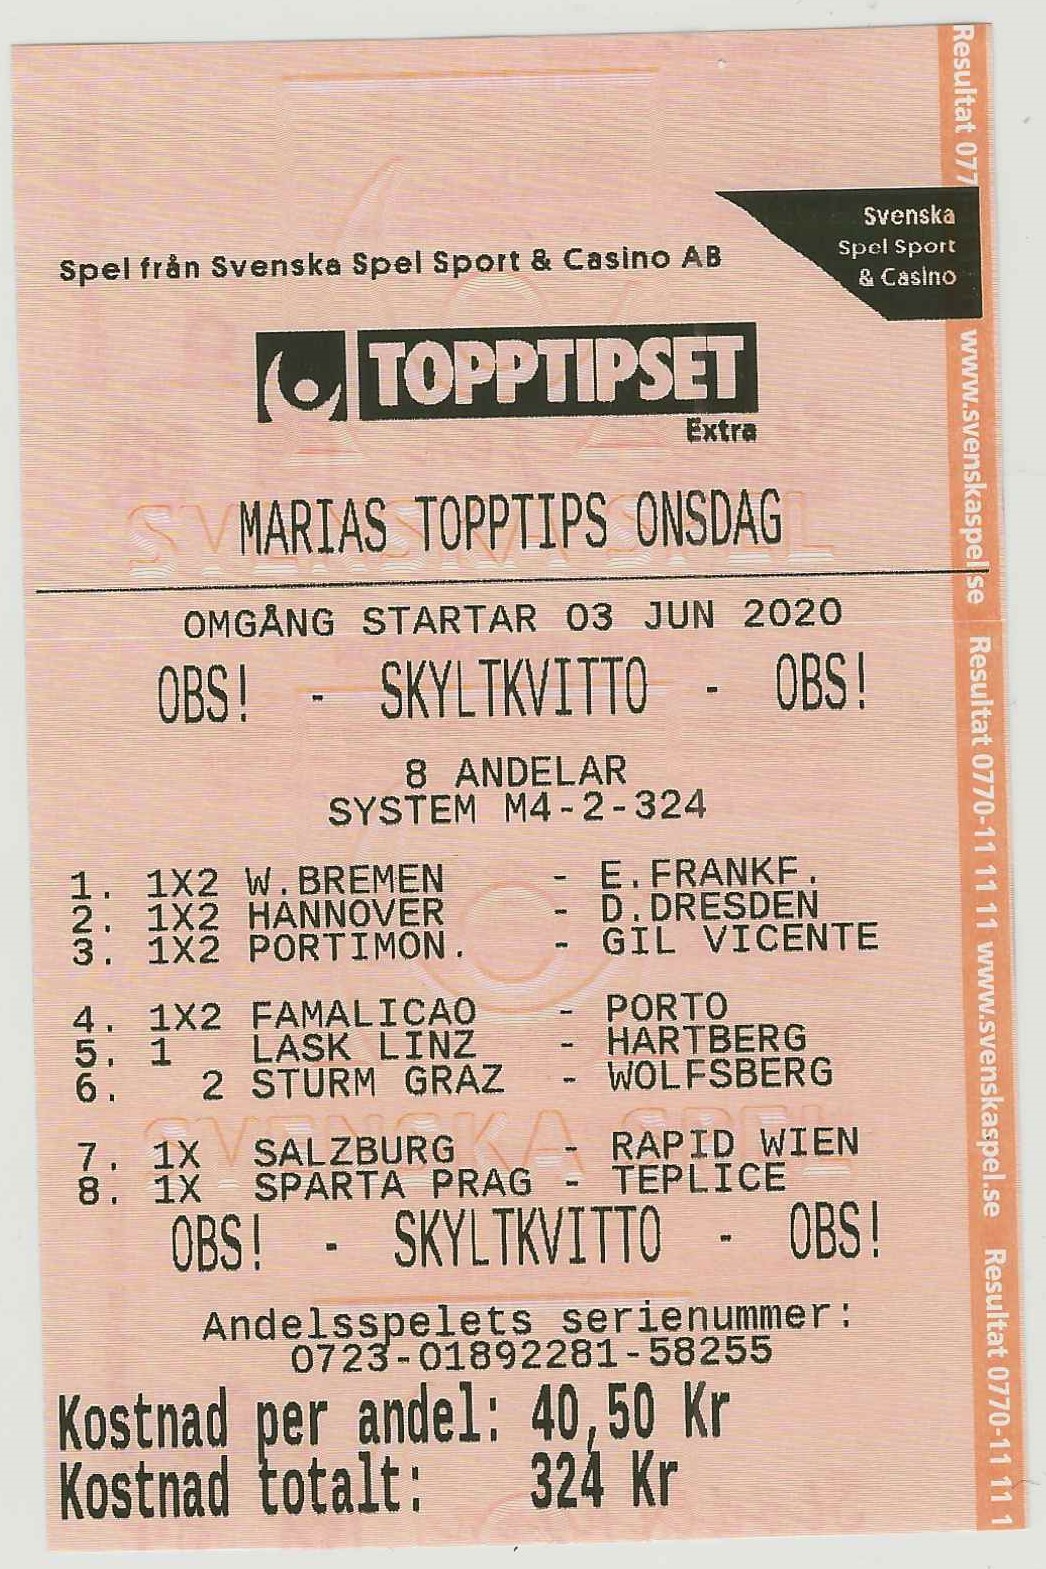 Spel från Svenska Spel Sport & Casino AB
Svenska
Spel Sport
& Casino
TOPPTIPSET
Extra
MARIAS TOPPTIPS ONSDAG
OMGÅNG STARTAR 03 JUN 2020
OBS! - SKYLTKVITTO - OBS!
8 ANDELAR
SYSTEM M4-2-324
1. 1X2 W.BREMEN - E.FRANKF.
2. 1X2 HANNOVER - D.DRESDEN
3. 1X2 PORTIMON. - GIL VICENTE
4. 1X2 FAMALICAO - PORTO
5. 1 LASK LINZ - HARTBERG
6. 2 STURM GRAZ - WOLFSBERG
7. 1X SALZBURG - RAPID WIEN
8. 1X SPARTA PRAG - TEPLICE
OBS! - SKYLTKVITTO - OBS!
Andelsspelets serienummer:
0723-01892281-58255
Kostnad per andel: 40,50 Kr
Kostnad totalt: 324 Kr
SVENSKA SPEL
SVENSKA SPEL
Resultat 077
www.svenskaspel.se
Resultat 0770-11 11 11 www.svenskaspel.se
Resultat 0770-11 11 1